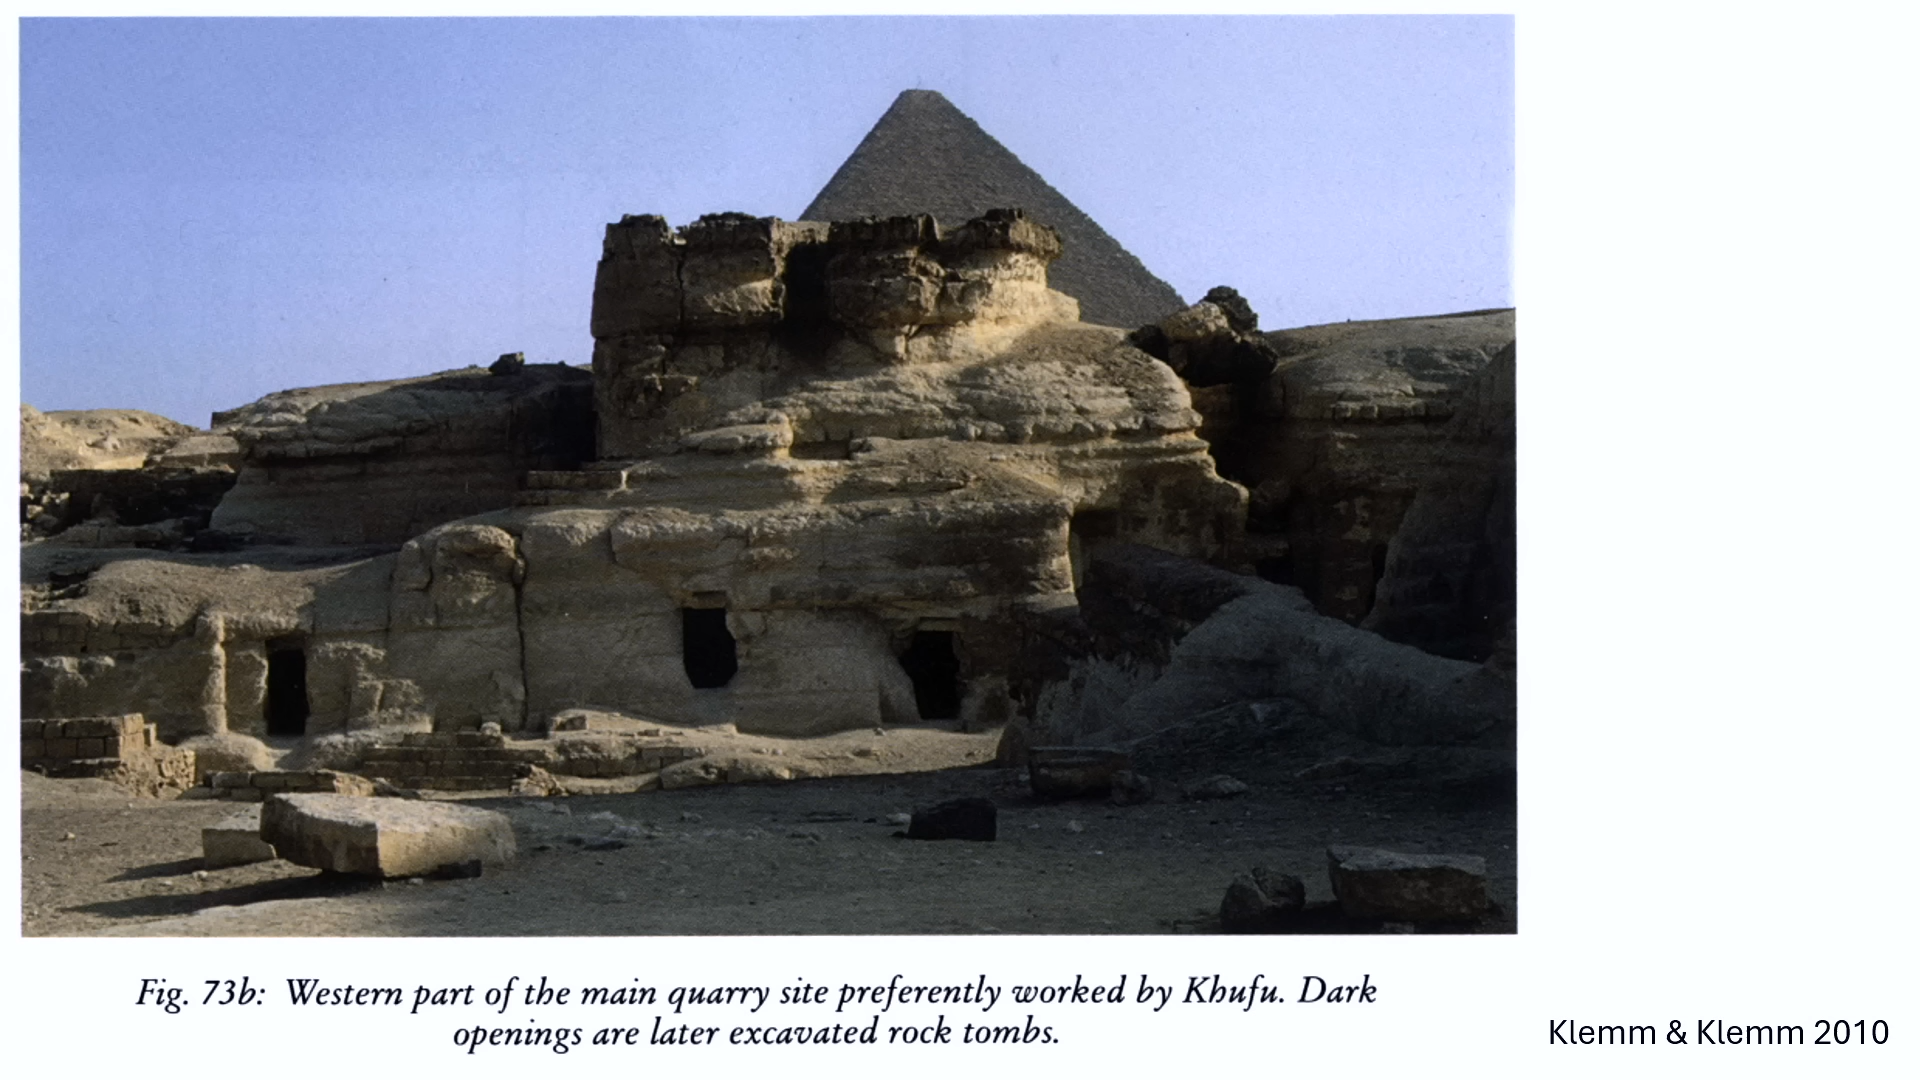 Fig. 73b: Western part of the main quarry site preferently worked by Khufu. Dark
openings are later excavated rock tombs.
Klemm & Klemm 2010